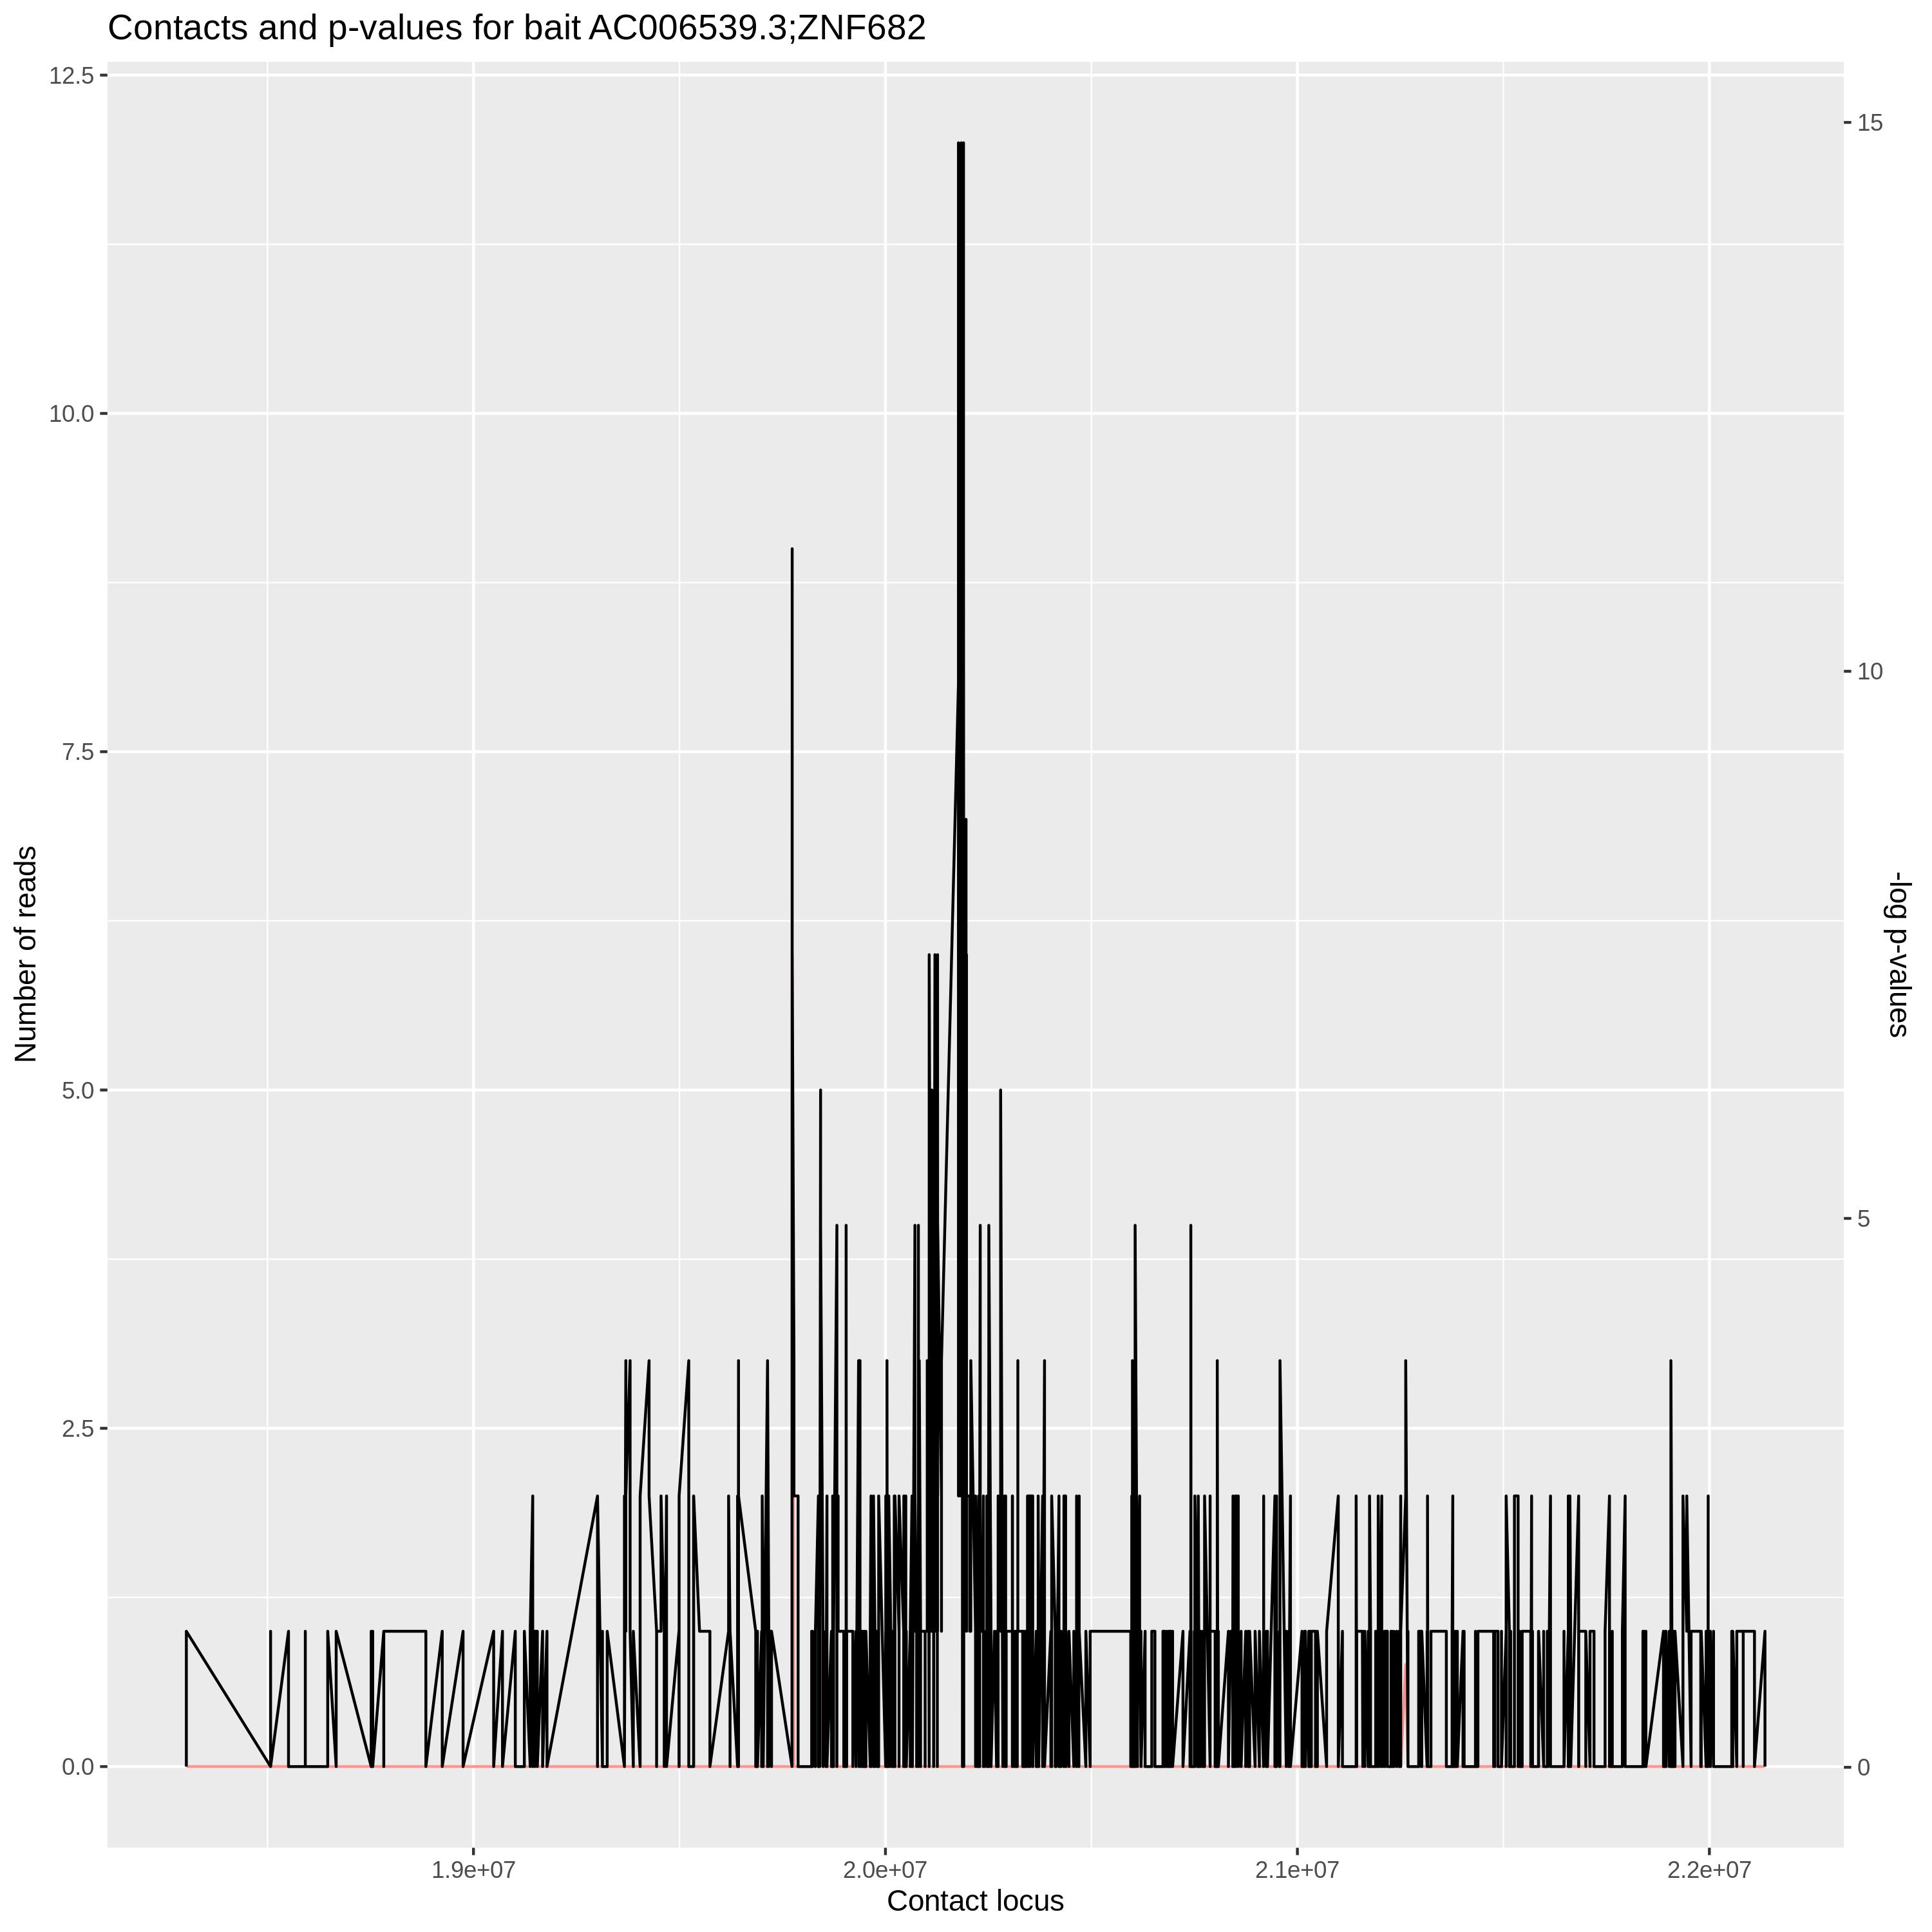 Contacts and p-values for bait AC006539.3;ZNF682
12.5
10.0
7.5
5.0
2.5
0.0
Number of reads
15
10
5
0
-log p-values
1.9e+07
2.0e+07
2.1e+07
2.2e+07
Contact locus